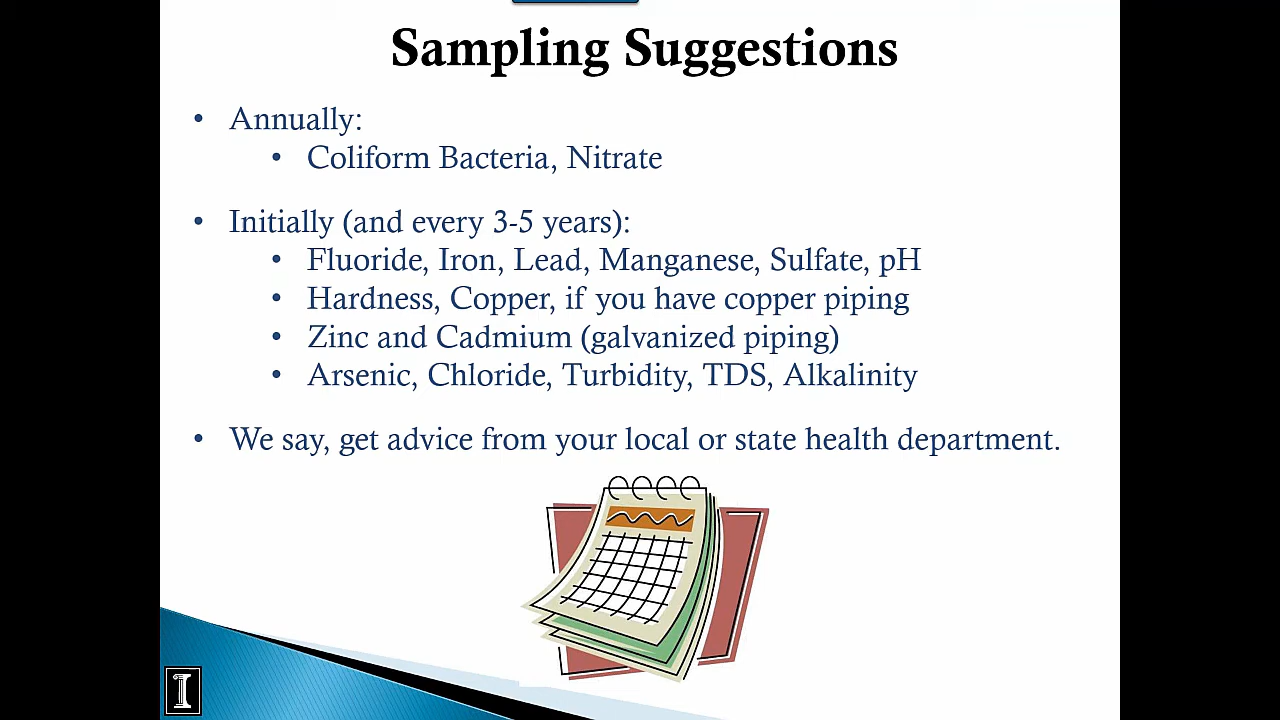 Sampling Suggestions
• Annually:
• Coliform Bacteria, Nitrate
• Initially (and every 3-5 years):
• Fluoride, Iron, Lead, Manganese, Sulfate, pH
• Hardness, Copper, if you have copper piping
• Zinc and Cadmium (galvanized piping)
• Arsenic, Chloride, Turbidity, TDS, Alkalinity
• We say, get advice from your local or state health department.
I